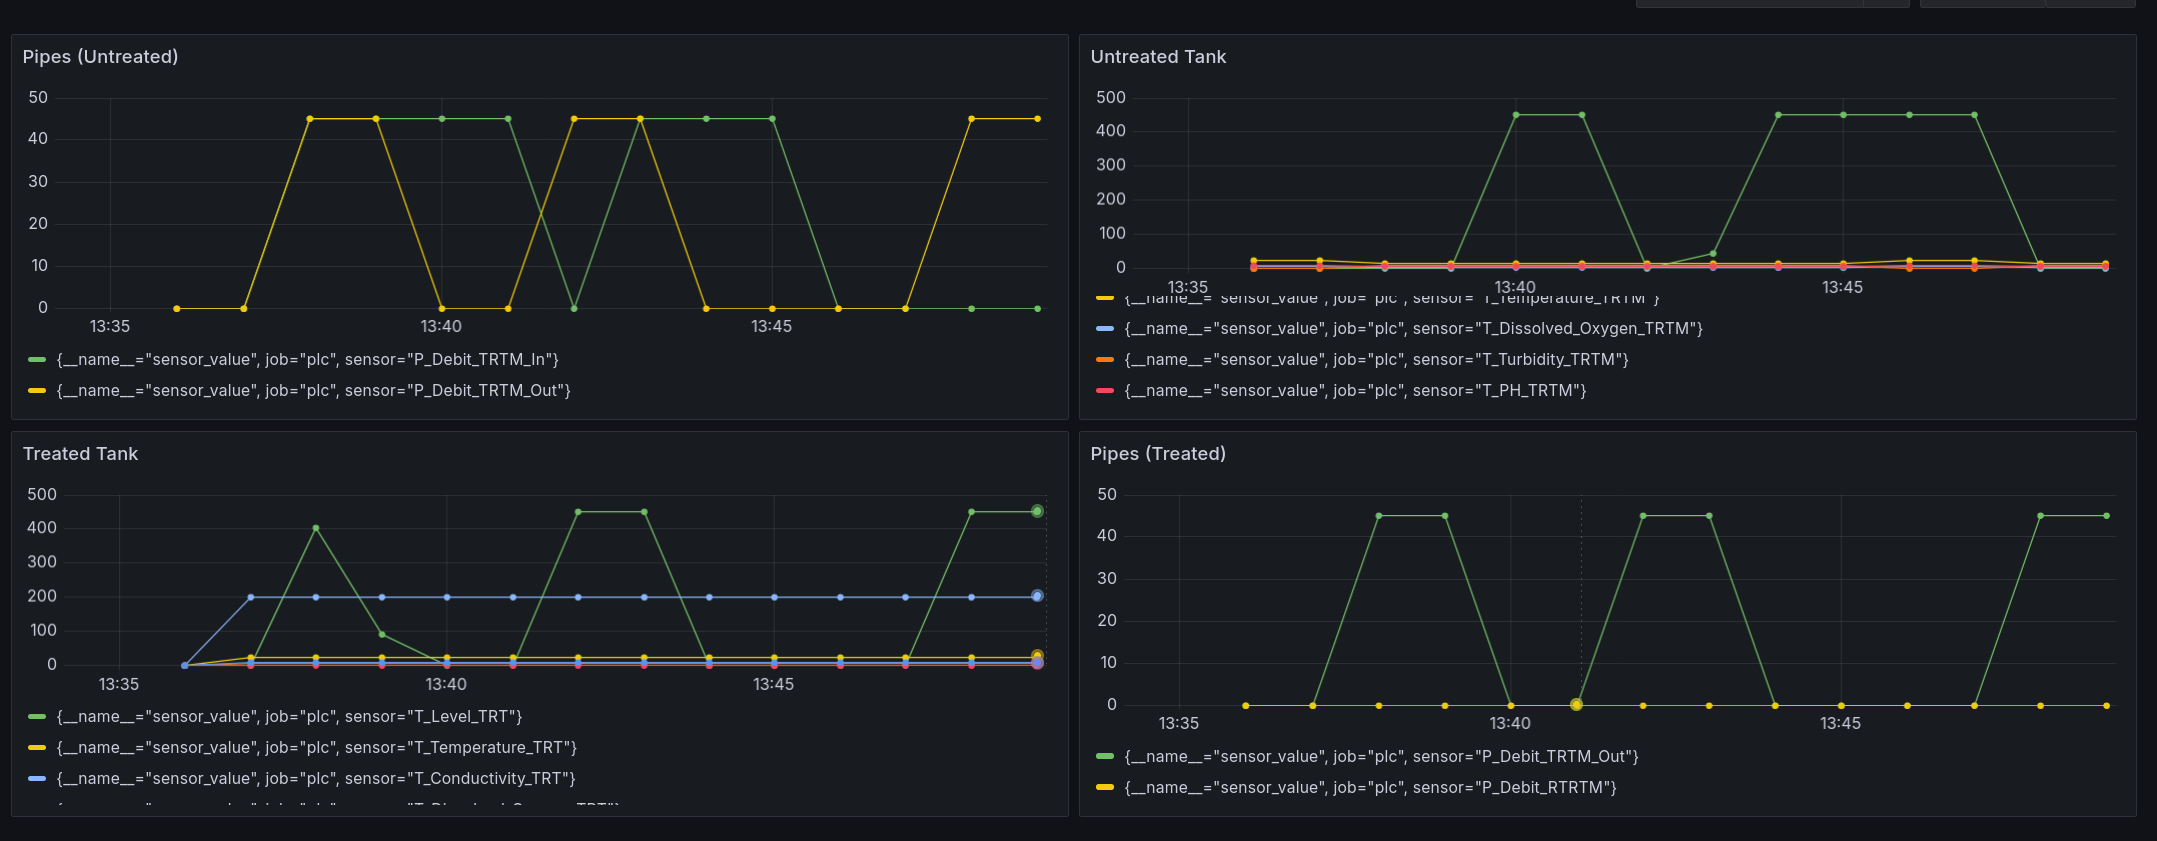 Pipes (Untreated)
50
40
30
20
10
0
13:35 13:40 13:45
{__name__="sensor_value", job="plc", sensor="P_Debit_TRTM_In"}
{__name__="sensor_value", job="plc", sensor="P_Debit_TRTM_Out"}
Untreated Tank
500
400
300
200
100
0
13:35 13:40 13:45
{__name__="sensor_value", job="plc", sensor="T_Temperature_TRTM"}
{__name__="sensor_value", job="plc", sensor="T_Dissolved_Oxygen_TRTM"}
{__name__="sensor_value", job="plc", sensor="T_Turbidity_TRTM"}
{__name__="sensor_value", job="plc", sensor="T_PH_TRTM"}
Treated Tank
500
400
300
200
100
0
13:35 13:40 13:45
{__name__="sensor_value", job="plc", sensor="T_Level_TRT"}
{__name__="sensor_value", job="plc", sensor="T_Temperature_TRT"}
{__name__="sensor_value", job="plc", sensor="T_Conductivity_TRT"}
Pipes (Treated)
50
40
30
20
10
0
13:35 13:40 13:45
{__name__="sensor_value", job="plc", sensor="P_Debit_TRTM_Out"}
{__name__="sensor_value", job="plc", sensor="P_Debit_RTRTM"}